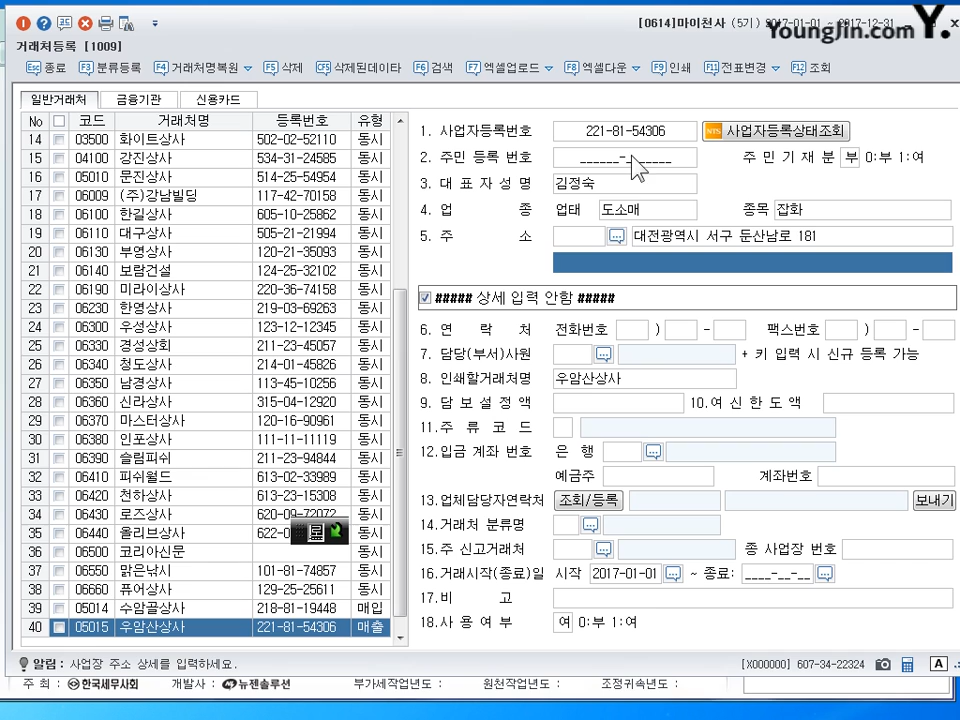 [0614]마이천사 (5기) 2017-01-01 ~ 2017-12-31
YoungJin.com Y.
거래처등록 [1009]
Esc 종료 F3 분류등록 F4 거래처명복원 F5 삭제 CF5 삭제된데이타 F6 검색 F7 엑셀업로드 F8 엑셀다운 F9 인쇄 F11 전표변경 F12 조회
일반거래처 금융기관 신용카드
No 코드 거래처명 등록번호 유형
14 03500 화이트상사 502-02-52110 동시
15 04100 강진상사 534-31-24585 동시
16 05010 문진상사 514-25-54954 동시
17 06009 (주)강남빌딩 117-42-70158 동시
18 06100 한길상사 605-10-25862 동시
19 06110 대구상사 505-21-21994 동시
20 06130 부영상사 120-21-35093 동시
21 06140 보람건설 124-25-32102 동시
22 06190 미라이상사 220-36-74158 동시
23 06230 한영상사 219-03-69263 동시
24 06300 우성상사 123-12-12345 동시
25 06330 경성상회 211-23-45057 동시
26 06340 청도상사 214-01-45826 동시
27 06350 남경상사 113-45-10256 동시
28 06360 신라상사 315-04-12920 동시
29 06370 마스터상사 120-16-90961 동시
30 06380 인포상사 111-11-11119 동시
31 06390 슬림피쉬 211-23-94844 동시
32 06410 피쉬월드 613-02-33989 동시
33 06420 천하상사 613-23-15308 동시
34 06430 로즈상사 620-09-72072 동시
35 06440 올리브상사 622-0 동시
36 06500 코리아신문 동시
37 06550 맑은낚시 101-81-74857 동시
38 06660 퓨어상사 129-25-25611 동시
39 05014 수암골상사 218-81-19448 매입
40 05015 우암산상사 221-81-54306 매출
1. 사업자등록번호 221-81-54306 NTS 사업자등록상태조회
2. 주민 등록 번호 ______-_______ 주 민 기 재 분 부 0:부 1:여
3. 대 표 자 성 명 김정숙
4. 업 종 업태 도소매 종목 잡화
5. 주 소 대전광역시 서구 둔산남로 181
##### 상세 입력 안함 #####
6. 연 락 처 전화번호 ) - 팩스번호 ) -
7. 담당(부서)사원 + 키 입력 시 신규 등록 가능
8. 인쇄할거래처명 우암산상사
9. 담 보 설 정 액 10.여 신 한 도 액
11.주 류 코 드
12.입금 계좌 번호 은 행
예금주 계좌번호
13.업체담당자연락처 조회/등록 보내기
14.거래처 분류명
15.주 신고거래처 종 사업장 번호
16.거래시작(종료)일 시작 2017-01-01 ~ 종료: ____-__-__
17.비 고
18.사 용 여 부 여 0:부 1:여
알림 : 사업장 주소 상세를 입력하세요. [X000000] 607-34-22324 A
주 최 : 한국세무사회 개발사 : 뉴젠솔루션 부가세작업년도 : 원천작업년도 : 조정귀속년도 :